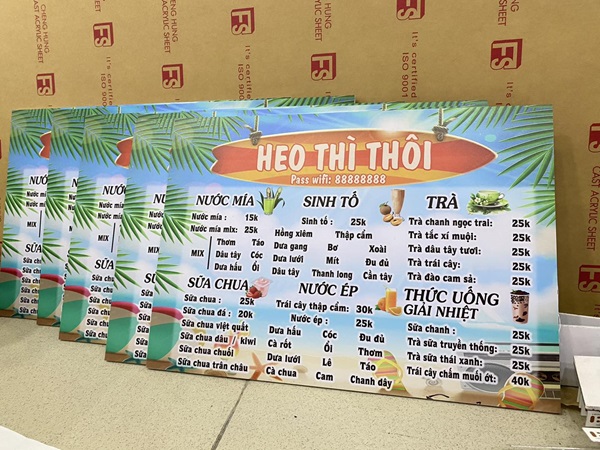 CHENG HUNG
CAST ACRYLIC SHEET
FS
it's certified
ISO 9001
HEO THÌ THÔI
Pass wifi: 88888888
NƯỚC MÍA
Nước mía : 15k
Nước mía mix: 25k
MIX
Thơm Táo
Dâu tây Cóc
Dưa hấu Ổi
SỮA CHUA
Sữa chua : 25k
Sữa chua đá : 20k
Sữa chua việt quất
Sữa chua dâu / kiwi
Sữa chua chuối
Sữa chua trân châu
SINH TỐ
Sinh tố : 25k
Hồng xiêm Thập cẩm
Dưa gang Bơ Xoài
Dưa lưới Mít Đu đủ
Dâu tây Thanh long Cần tây
NƯỚC ÉP
Trái cây thập cẩm: 30k
Nước ép : 25k
Dưa hấu Cóc Đu đủ
Cà rốt Ổi Thơm
Dưa lưới Lê Táo
Cà chua Cam Chanh dây
TRÀ
Trà chanh ngọc trai: 25k
Trà tắc xí muội: 25k
Trà dâu tây tươi: 25k
Trà trái cây: 25k
Trà đào cam sả: 25k
THỨC UỐNG
GIẢI NHIỆT
Sữa chanh : 25k
Trà sữa truyền thống: 25k
Trà sữa thái xanh: 25k
Trái cây chấm muối ớt: 40k